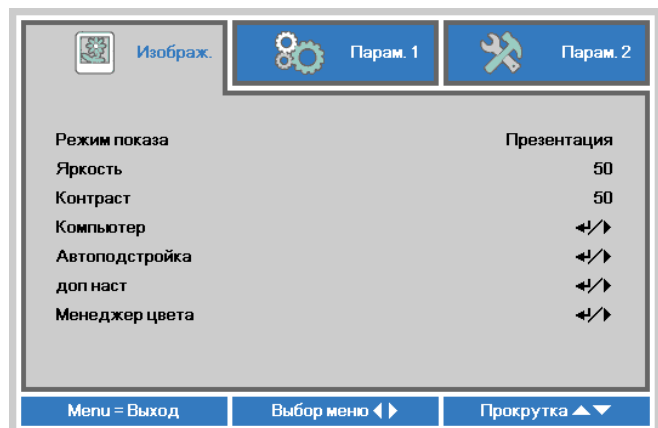 Изображ.
Парам. 1
Парам. 2
Режим показа Презентация
Яркость 50
Контраст 50
Компьютер ↵/▶
Автоподстройка ↵/▶
доп наст ↵/▶
Менеджер цвета ↵/▶
Menu = Выход
Выбор меню ◀▶
Прокрутка ▲▼